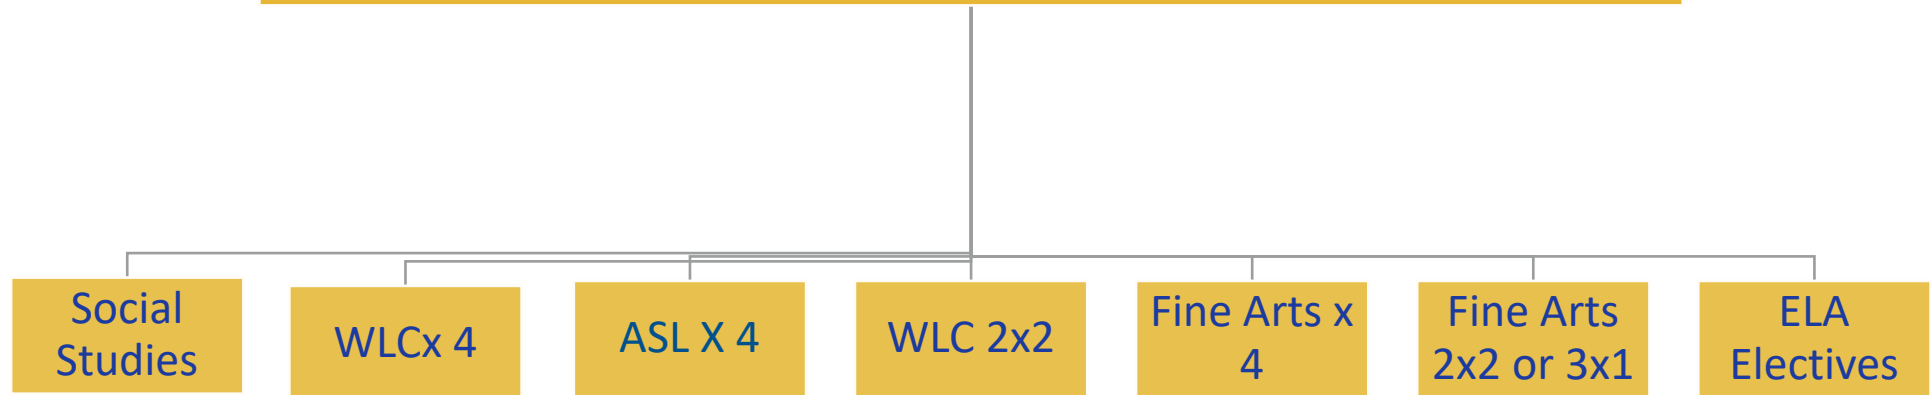 Social
Studies
WLCx 4
ASL X 4
WLC 2x2
Fine Arts x
4
Fine Arts
2x2 or 3x1
ELA
Electives